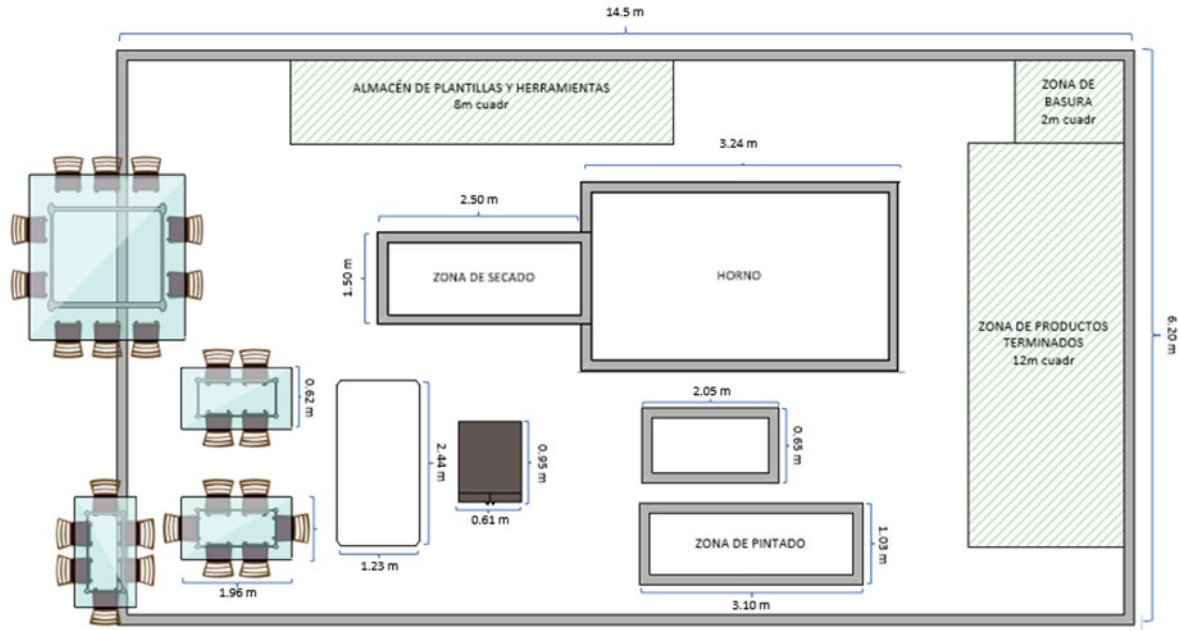 14.5 m
ALMACÉN DE PLANTILLAS Y HERRAMIENTAS
8m cuadr
ZONA DE
BASURA
2m cuadr
3.24 m
2.50 m
1.50 m
ZONA DE SECADO
HORNO
ZONA DE PRODUCTOS
TERMINADOS
12m cuadr
6.20 m
0.62 m
2.44 m
0.95 m
2.05 m
0.65 m
0.61 m
ZONA DE PINTADO
1.03 m
1.23 m
1.96 m
3.10 m